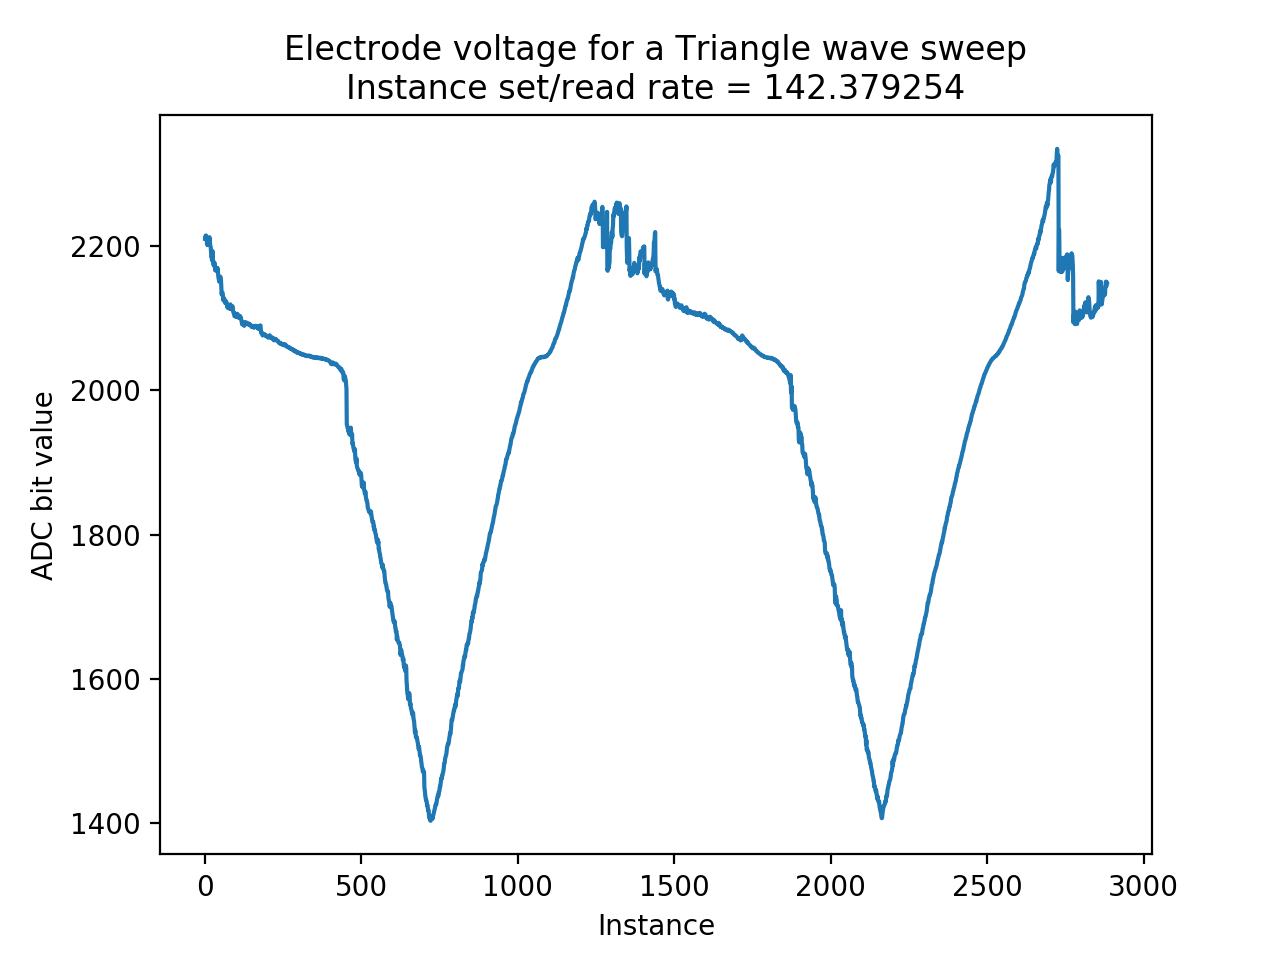 Electrode voltage for a Triangle wave sweep
Instance set/read rate = 142.379254
2200
2000
1800
1600
1400
ADC bit value
0 500 1000 1500 2000 2500 3000
Instance